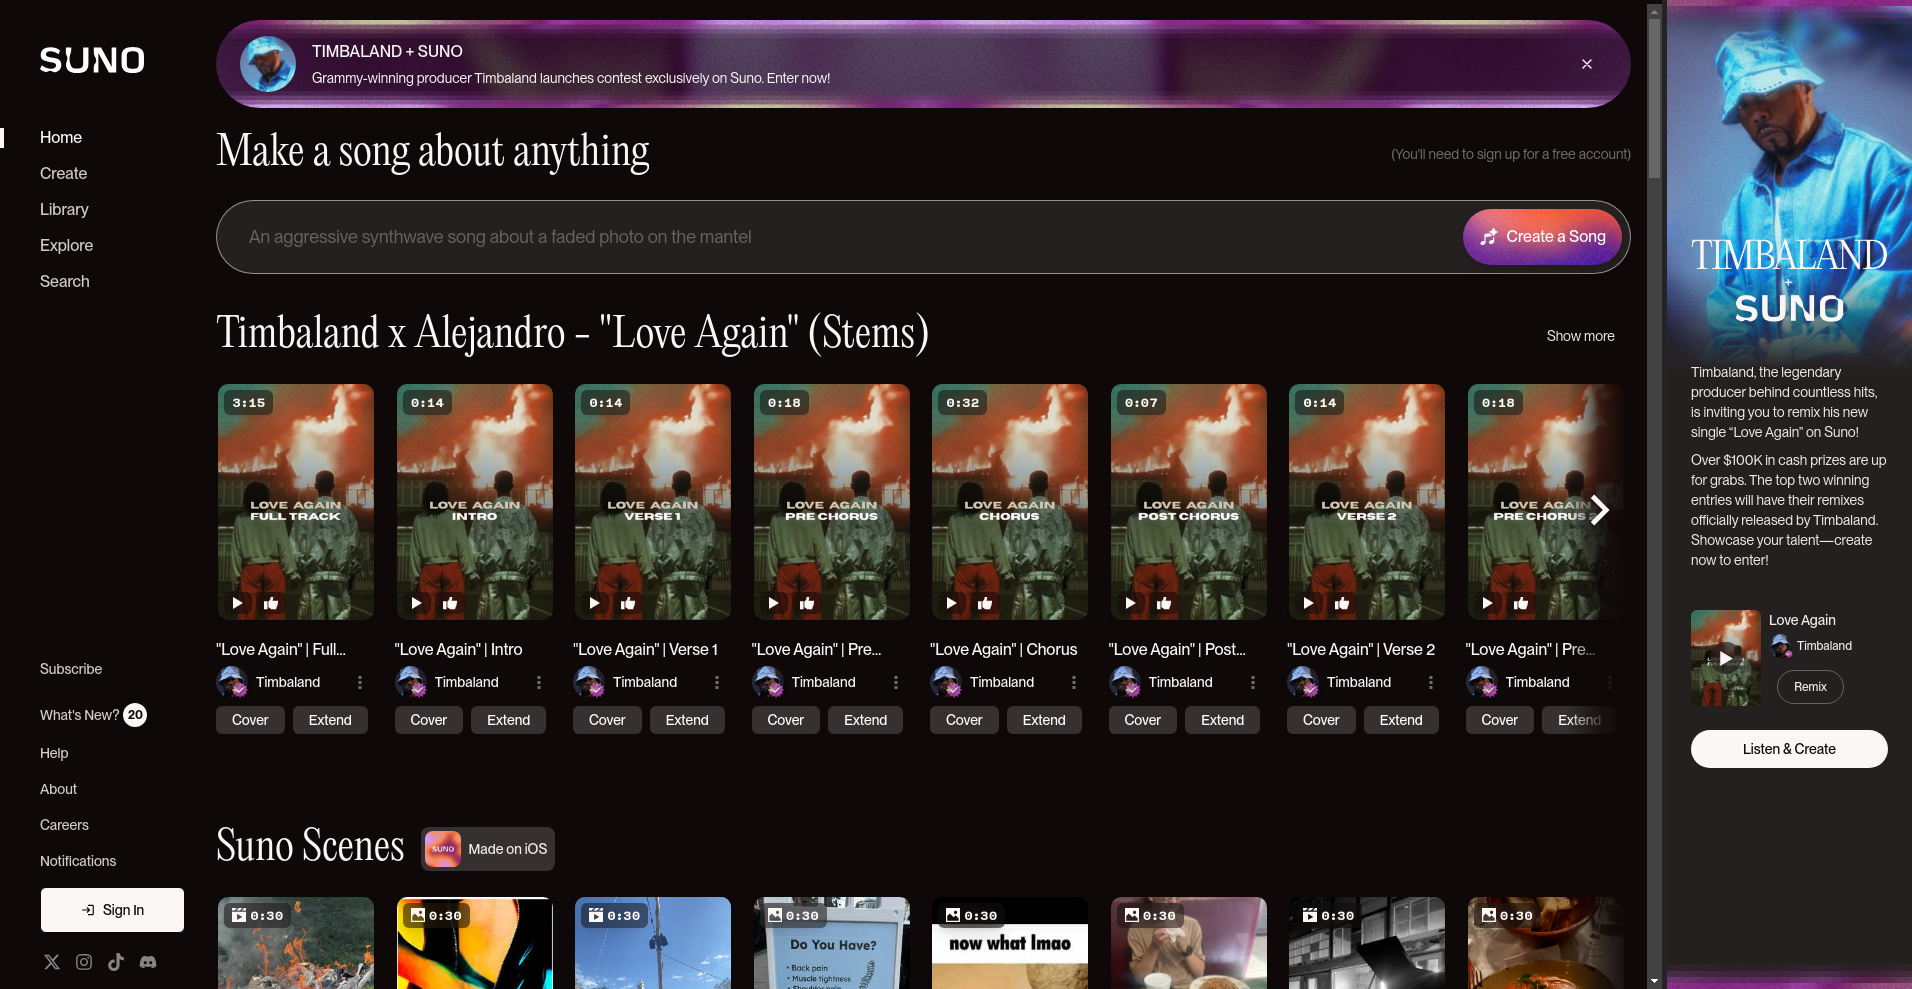 SUNO
Home
Create
Library
Explore
Search
Subscribe
What's New? 20
Help
About
Careers
Notifications
Sign In
TIMBALAND + SUNO
Grammy-winning producer Timbaland launches contest exclusively on Suno. Enter now!
Make a song about anything
(You'll need to sign up for a free account)
An aggressive synthwave song about a faded photo on the mantel
Create a Song
Timbaland x Alejandro - "Love Again" (Stems)
Show more
3:15
LOVE AGAIN
FULL TRACK
"Love Again" | Full...
Timbaland
Cover Extend
0:14
LOVE AGAIN
INTRO
"Love Again" | Intro
Timbaland
Cover Extend
0:14
LOVE AGAIN
VERSE 1
"Love Again" | Verse 1
Timbaland
Cover Extend
0:18
LOVE AGAIN
PRE CHORUS
"Love Again" | Pre...
Timbaland
Cover Extend
0:32
LOVE AGAIN
CHORUS
"Love Again" | Chorus
Timbaland
Cover Extend
0:07
LOVE AGAIN
POST CHORUS
"Love Again" | Post...
Timbaland
Cover Extend
0:14
LOVE AGAIN
VERSE 2
"Love Again" | Verse 2
Timbaland
Cover Extend
0:18
LOVE AGAIN
PRE CHORUS 2
"Love Again" | Pre...
Timbaland
Cover Extend
Suno Scenes
SUNO
Made on iOS
0:30
0:30
0:30
0:30
Do You Have?
• Back pain
• Muscle tightness
• Shoulder pain
0:30
now what lmao
0:30
0:30
0:30
TIMBALAND
+
SUNO
Timbaland, the legendary
producer behind countless hits,
is inviting you to remix his new
single “Love Again” on Suno!
Over $100K in cash prizes are up
for grabs. The top two winning
entries will have their remixes
officially released by Timbaland.
Showcase your talent—create
now to enter!
Love Again
Timbaland
Remix
Listen & Create